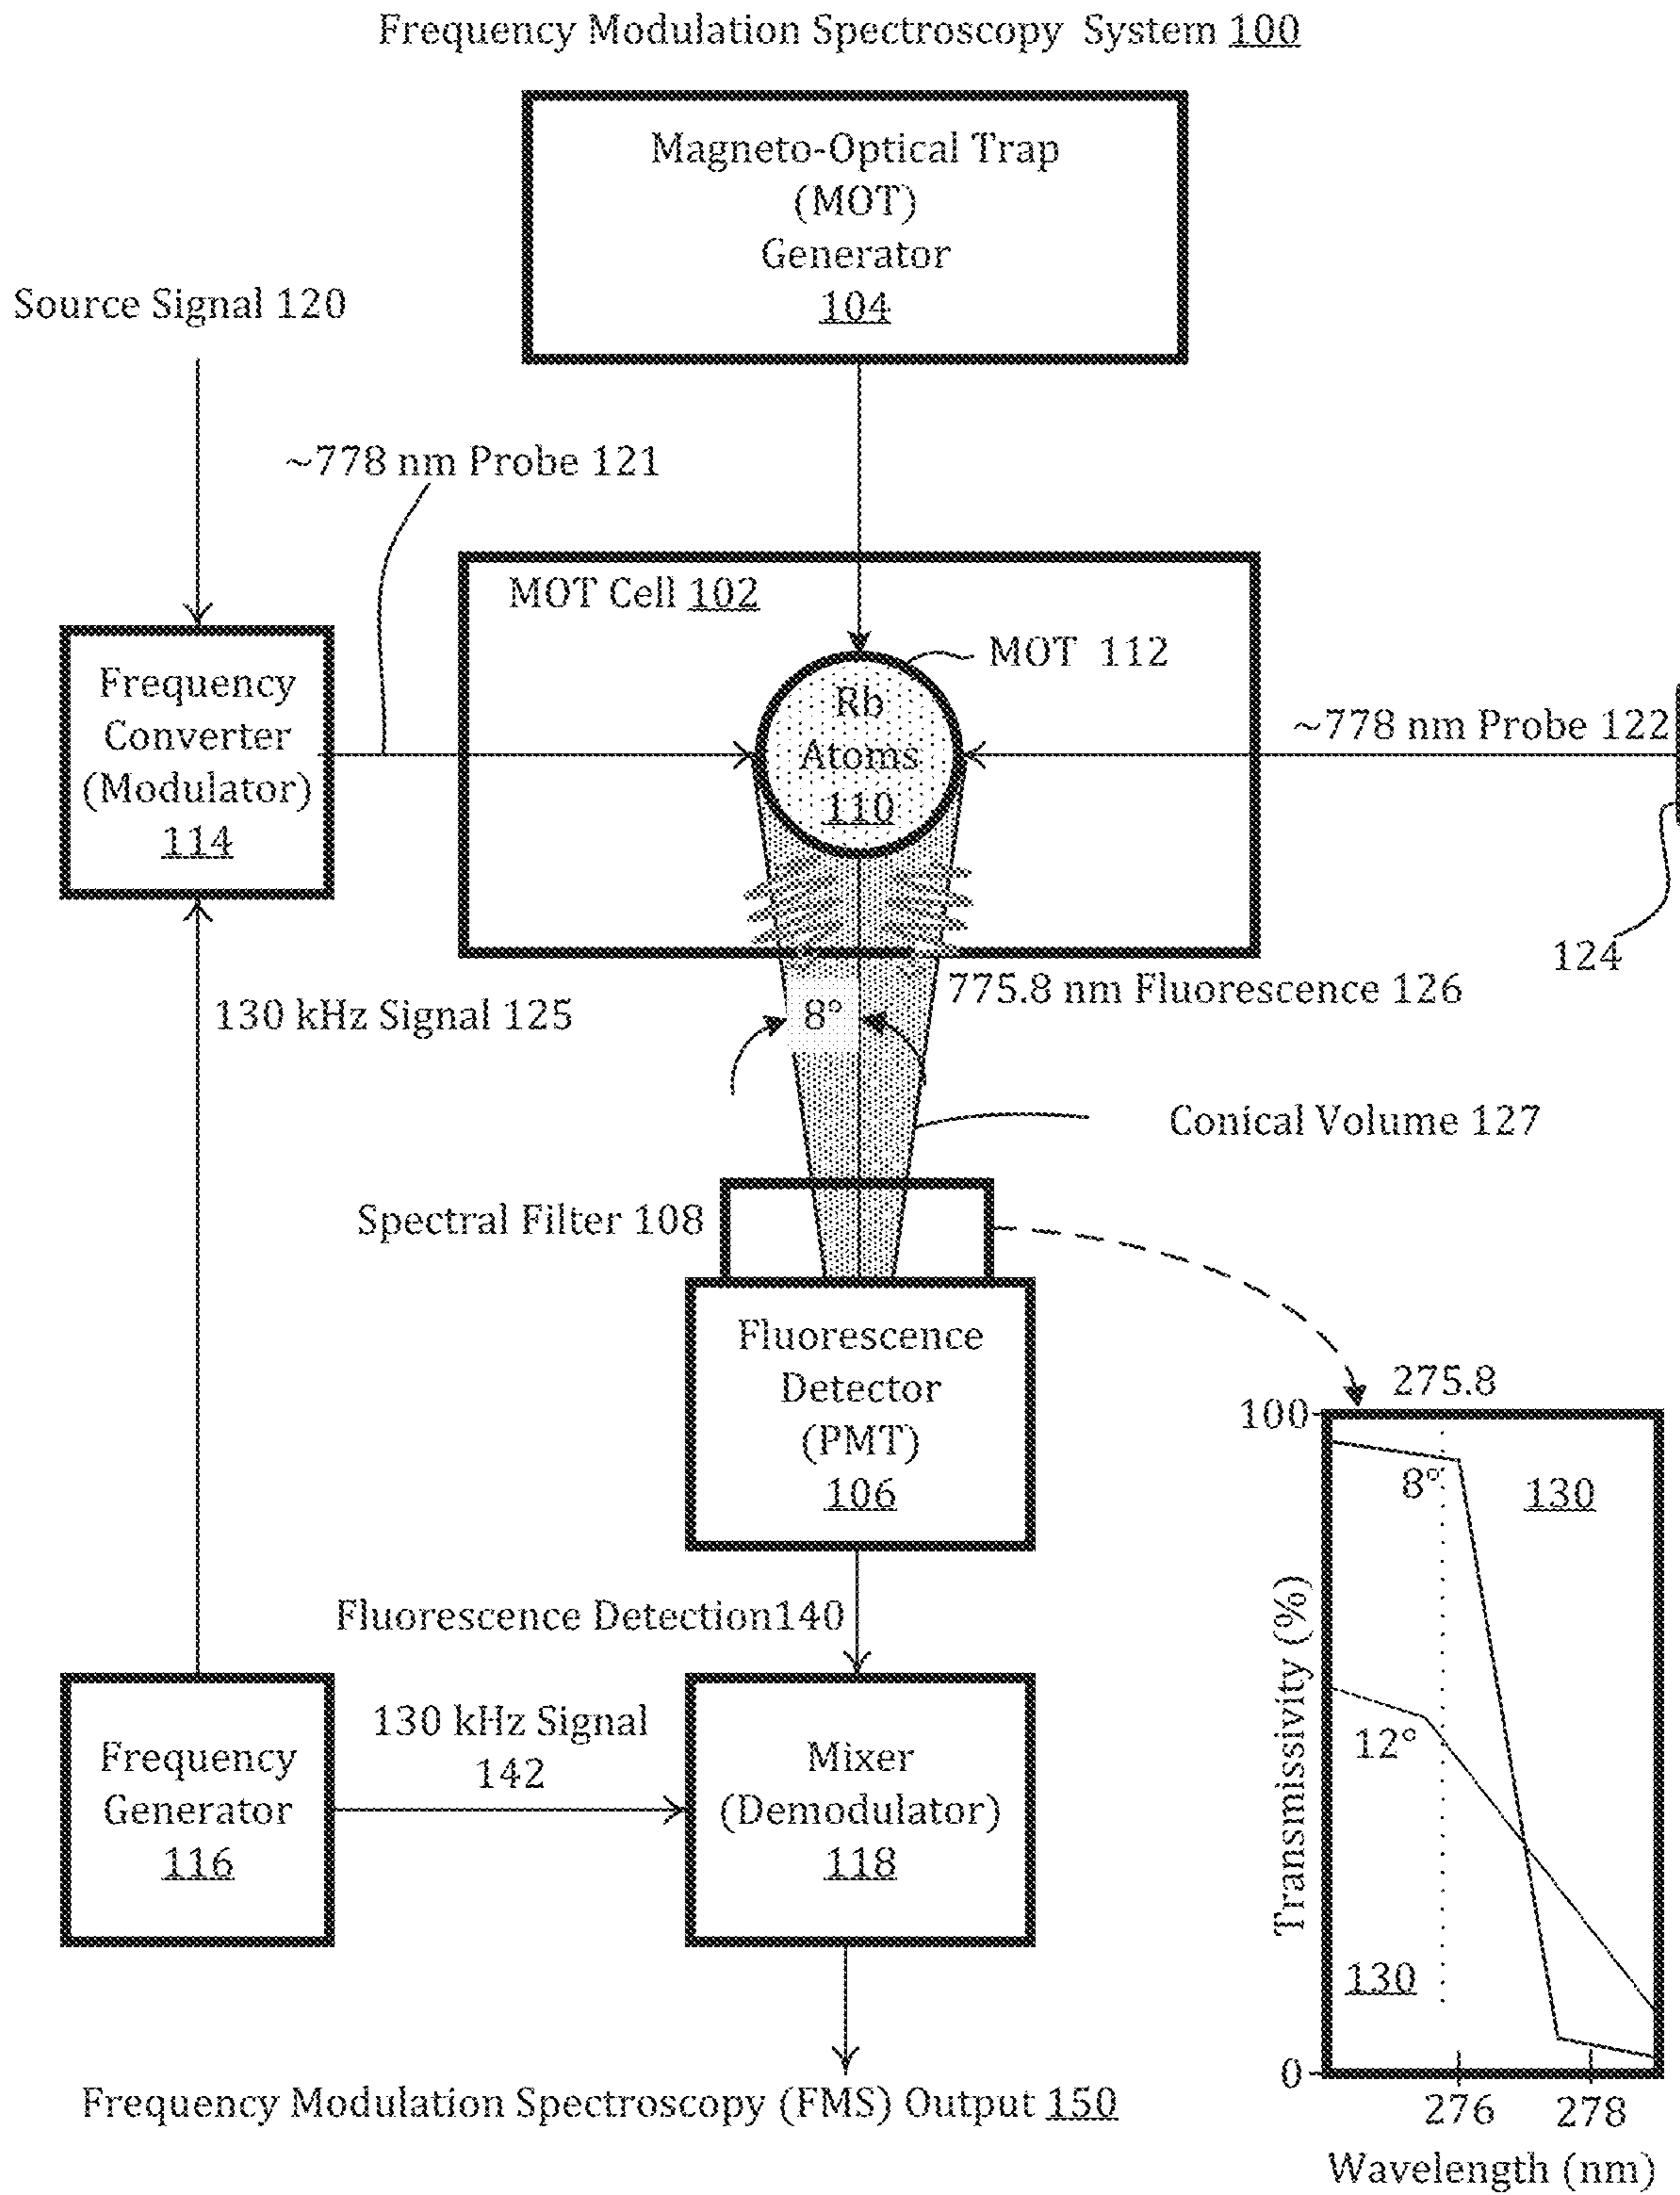 Frequency Modulation Spectroscopy System 100
Magneto-Optical Trap
(MOT)
Generator
104
Source Signal 120
~778 nm Probe 121
MOT Cell 102
MOT 112
Frequency
Converter
(Modulator)
114
Rb
Atoms
110
~778 nm Probe 122
124
775.8 nm Fluorescence 126
8°
130 kHz Signal 125
Conical Volume 127
Spectral Filter 108
Fluorescence
Detector
(PMT)
106
275.8
100
8°
130
Transmissivity (%)
12°
130
0
276
278
Wavelength (nm)
Fluorescence Detection140
Frequency
Generator
116
130 kHz Signal
142
Mixer
(Demodulator)
118
Frequency Modulation Spectroscopy (FMS) Output 150